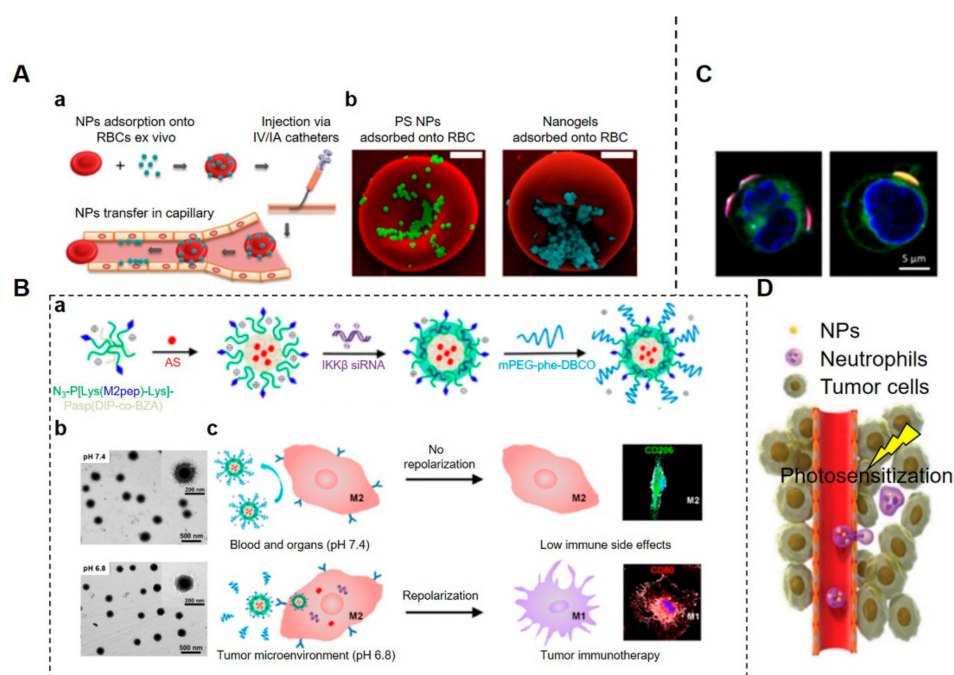 A
a
NPs adsorption onto
RBCs ex vivo
Injection via
IV/IA catheters
+
NPs transfer in capillary
b
PS NPs
adsorbed onto RBC
Nanogels
adsorbed onto RBC
C
5 µm
B
a
AS
IKKβ siRNA
mPEG-phe-DBCO
N₃-P[Lys(M2pep)-Lys]-
Pasp(DIP-co-BZA)
b
pH 7.4
200 nm
500 nm
pH 6.8
200 nm
500 nm
c
M2
No
repolarization
M2
CD206
M2
Blood and organs (pH 7.4)
Low immune side effects
M2
Repolarization
M1
CD80
M1
Tumor microenvironment (pH 6.8)
Tumor immunotherapy
D
NPs
Neutrophils
Tumor cells
Photosensitization